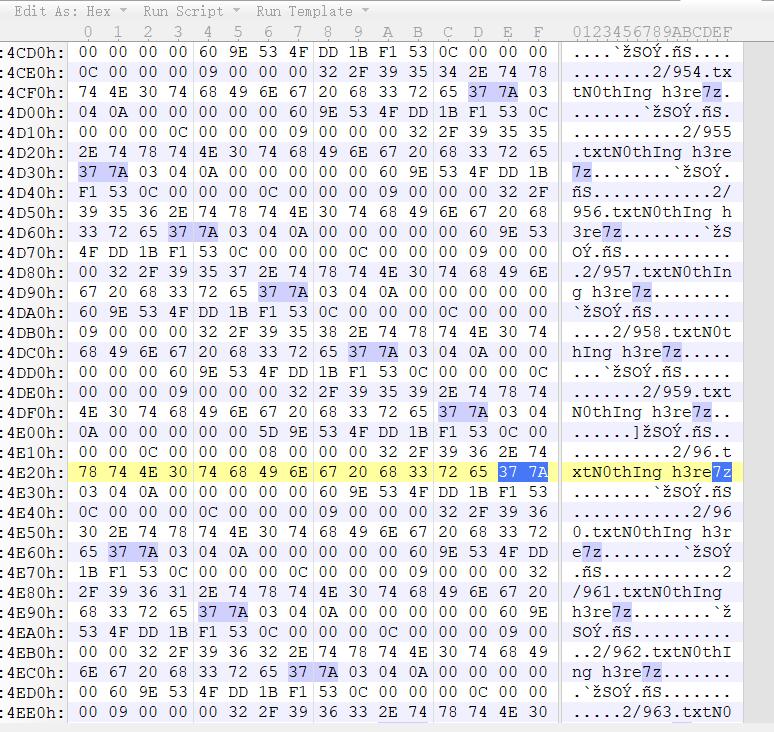 Edit As: Hex Run Script Run Template
0 1 2 3 4 5 6 7 8 9 A B C D E F 0123456789ABCDEF
:4CD0h: 00 00 00 00 60 9E 53 4F DD 1B F1 53 0C 00 00 00 ....`žSOÝ.ñS....
:4CE0h: 0C 00 00 00 09 00 00 00 32 2F 39 35 34 2E 74 78 ........2/954.tx
:4CF0h: 74 4E 30 74 68 49 6E 67 20 68 33 72 65 37 7A 03 tN0thIng h3re7z.
:4D00h: 04 0A 00 00 00 00 00 60 9E 53 4F DD 1B F1 53 0C .......`žSOÝ.ñS.
:4D10h: 00 00 00 0C 00 00 00 09 00 00 00 32 2F 39 35 35 ...........2/955
:4D20h: 2E 74 78 74 4E 30 74 68 49 6E 67 20 68 33 72 65 .txtN0thIng h3re
:4D30h: 37 7A 03 04 0A 00 00 00 00 00 60 9E 53 4F DD 1B 7z........`žSOÝ.
:4D40h: F1 53 0C 00 00 00 0C 00 00 00 09 00 00 00 32 2F ñS............2/
:4D50h: 39 35 36 2E 74 78 74 4E 30 74 68 49 6E 67 20 68 956.txtN0thIng h
:4D60h: 33 72 65 37 7A 03 04 0A 00 00 00 00 00 60 9E 53 3re7z........`žS
:4D70h: 4F DD 1B F1 53 0C 00 00 00 0C 00 00 00 09 00 00 OÝ.ñS...........
:4D80h: 00 32 2F 39 35 37 2E 74 78 74 4E 30 74 68 49 6E .2/957.txtN0thIn
:4D90h: 67 20 68 33 72 65 37 7A 03 04 0A 00 00 00 00 00 g h3re7z........
:4DA0h: 60 9E 53 4F DD 1B F1 53 0C 00 00 00 0C 00 00 00 `žSOÝ.ñS........
:4DB0h: 09 00 00 00 32 2F 39 35 38 2E 74 78 74 4E 30 74 ....2/958.txtN0t
:4DC0h: 68 49 6E 67 20 68 33 72 65 37 7A 03 04 0A 00 00 hIng h3re7z.....
:4DD0h: 00 00 00 60 9E 53 4F DD 1B F1 53 0C 00 00 00 0C ...`žSOÝ.ñS.....
:4DE0h: 00 00 00 09 00 00 00 32 2F 39 35 39 2E 74 78 74 .......2/959.txt
:4DF0h: 4E 30 74 68 49 6E 67 20 68 33 72 65 37 7A 03 04 N0thIng h3re7z..
:4E00h: 0A 00 00 00 00 00 5D 9E 53 4F DD 1B F1 53 0C 00 ......]žSOÝ.ñS..
:4E10h: 00 00 0C 00 00 00 08 00 00 00 32 2F 39 36 2E 74 ..........2/96.t
:4E20h: 78 74 4E 30 74 68 49 6E 67 20 68 33 72 65 37 7A xtN0thIng h3re7z
:4E30h: 03 04 0A 00 00 00 00 00 60 9E 53 4F DD 1B F1 53 ........`žSOÝ.ñS
:4E40h: 0C 00 00 00 0C 00 00 00 09 00 00 00 32 2F 39 36 ............2/96
:4E50h: 30 2E 74 78 74 4E 30 74 68 49 6E 67 20 68 33 72 0.txtN0thIng h3r
:4E60h: 65 37 7A 03 04 0A 00 00 00 00 00 60 9E 53 4F DD e7z........`žSOÝ
:4E70h: 1B F1 53 0C 00 00 00 0C 00 00 00 09 00 00 00 32 .ñS............2
:4E80h: 2F 39 36 31 2E 74 78 74 4E 30 74 68 49 6E 67 20 /961.txtN0thIng
:4E90h: 68 33 72 65 37 7A 03 04 0A 00 00 00 00 00 60 9E h3re7z........`ž
:4EA0h: 53 4F DD 1B F1 53 0C 00 00 00 0C 00 00 00 09 00 SOÝ.ñS..........
:4EB0h: 00 00 32 2F 39 36 32 2E 74 78 74 4E 30 74 68 49 ..2/962.txtN0thI
:4EC0h: 6E 67 20 68 33 72 65 37 7A 03 04 0A 00 00 00 00 ng h3re7z.......
:4ED0h: 00 60 9E 53 4F DD 1B F1 53 0C 00 00 00 0C 00 00 .`žSOÝ.ñS.......
:4EE0h: 00 09 00 00 00 32 2F 39 36 33 2E 74 78 74 4E 30 .....2/963.txtN0